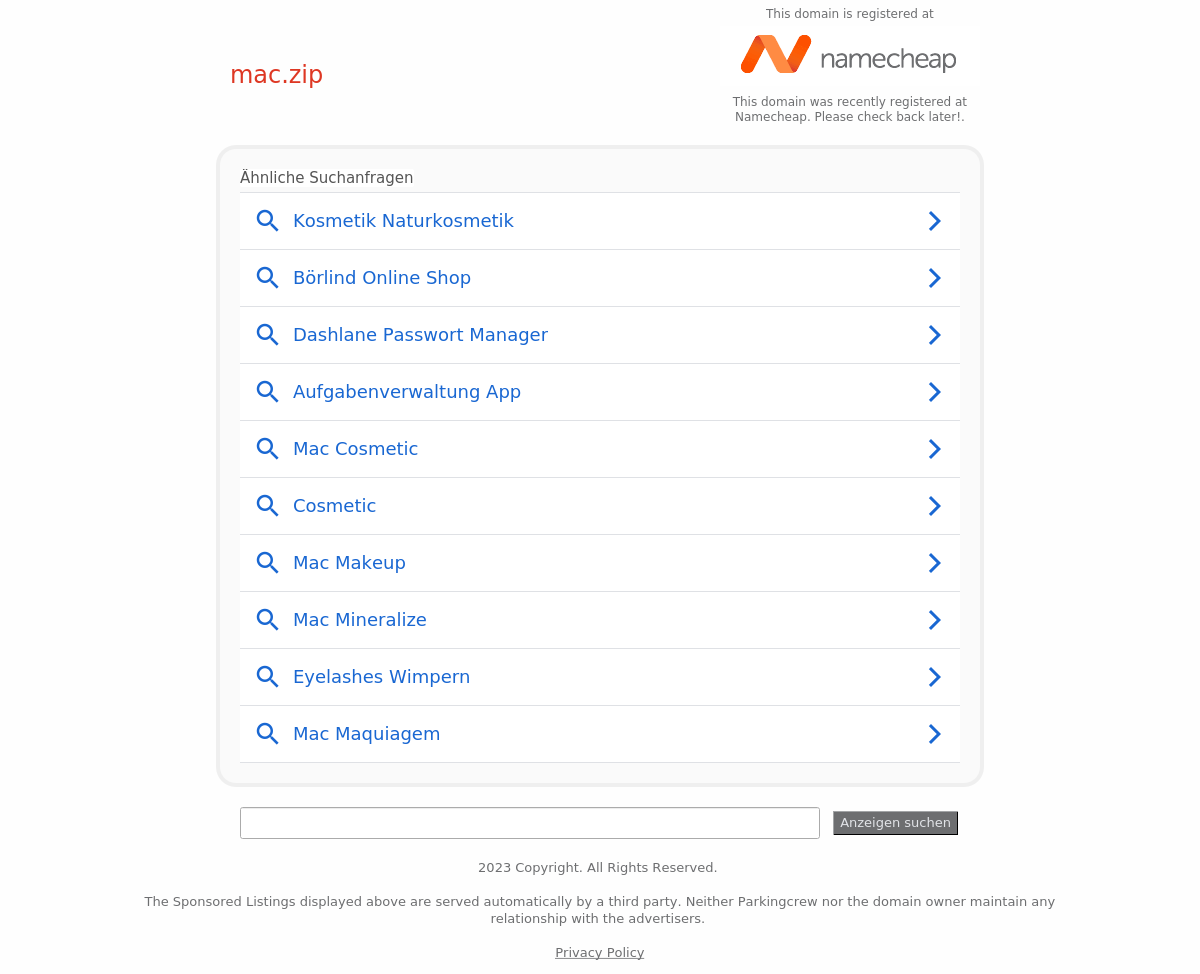 This domain is registered at
namecheap
mac.zip
This domain was recently registered at
Namecheap. Please check back later!.
Ähnliche Suchanfragen
Kosmetik Naturkosmetik
Börlind Online Shop
Dashlane Passwort Manager
Aufgabenverwaltung App
Mac Cosmetic
Cosmetic
Mac Makeup
Mac Mineralize
Eyelashes Wimpern
Mac Maquiagem
Anzeigen suchen
2023 Copyright. All Rights Reserved.
The Sponsored Listings displayed above are served automatically by a third party. Neither Parkingcrew nor the domain owner maintain any
relationship with the advertisers.
Privacy Policy